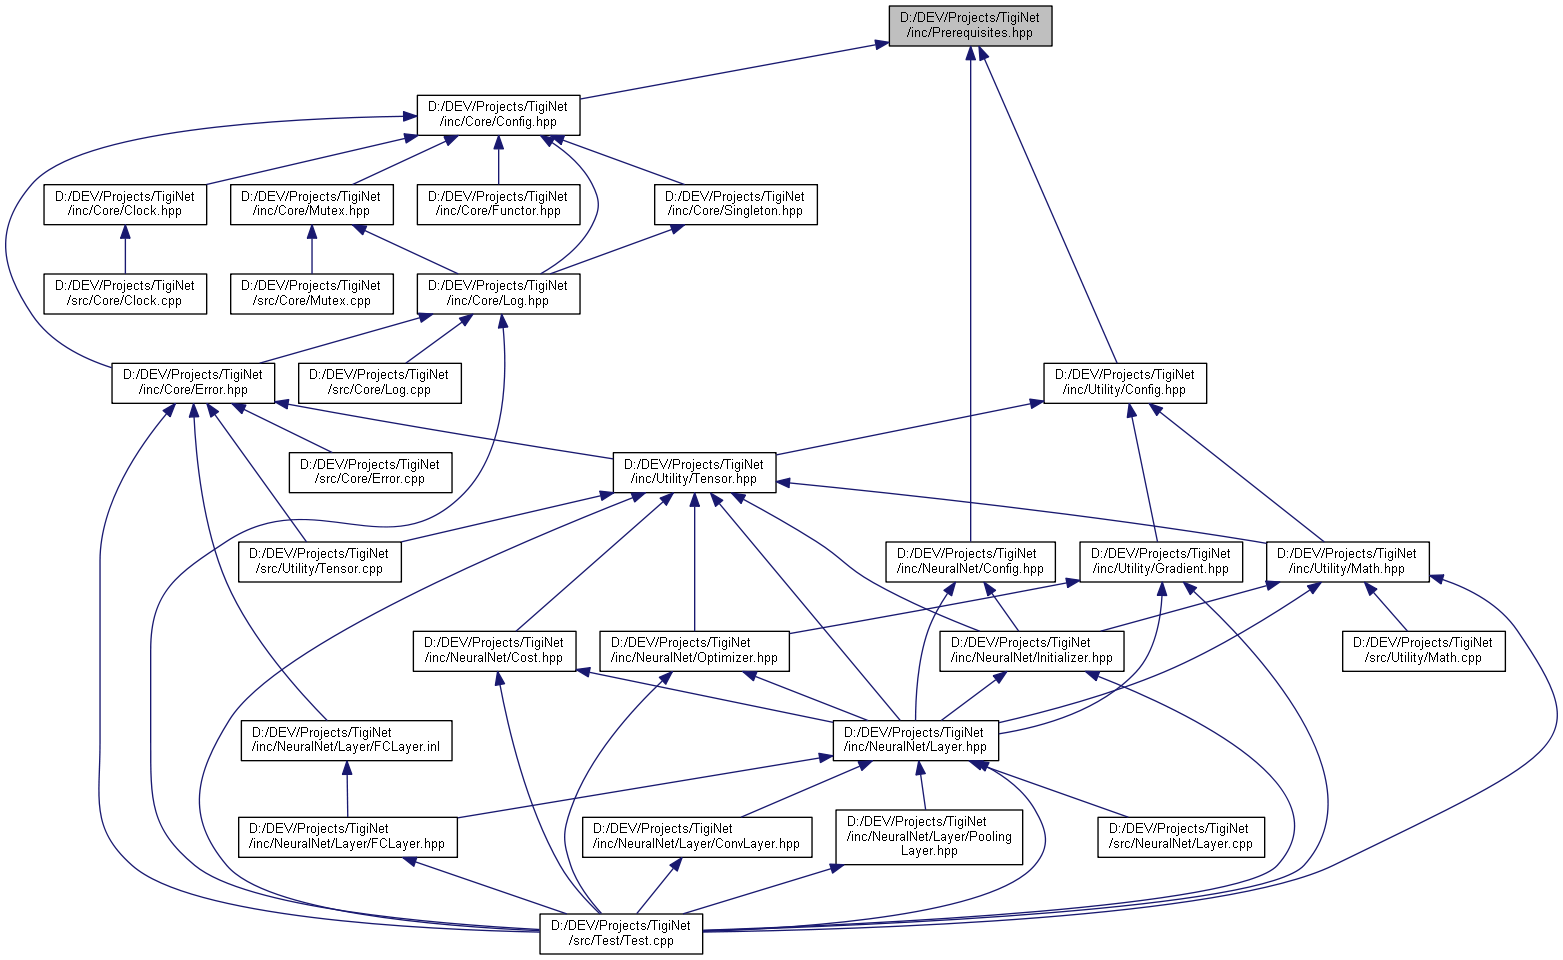 D:/DEV/Projects/TigiNet
/inc/Prerequisites.hpp
D:/DEV/Projects/TigiNet
/inc/Core/Config.hpp
D:/DEV/Projects/TigiNet
/inc/Core/Clock.hpp
D:/DEV/Projects/TigiNet
/inc/Core/Mutex.hpp
D:/DEV/Projects/TigiNet
/inc/Core/Functor.hpp
D:/DEV/Projects/TigiNet
/inc/Core/Singleton.hpp
D:/DEV/Projects/TigiNet
/src/Core/Clock.cpp
D:/DEV/Projects/TigiNet
/src/Core/Mutex.cpp
D:/DEV/Projects/TigiNet
/inc/Core/Log.hpp
D:/DEV/Projects/TigiNet
/inc/Core/Error.hpp
D:/DEV/Projects/TigiNet
/src/Core/Log.cpp
D:/DEV/Projects/TigiNet
/inc/Utility/Config.hpp
D:/DEV/Projects/TigiNet
/src/Core/Error.cpp
D:/DEV/Projects/TigiNet
/inc/Utility/Tensor.hpp
D:/DEV/Projects/TigiNet
/src/Utility/Tensor.cpp
D:/DEV/Projects/TigiNet
/inc/NeuralNet/Config.hpp
D:/DEV/Projects/TigiNet
/inc/Utility/Gradient.hpp
D:/DEV/Projects/TigiNet
/inc/Utility/Math.hpp
D:/DEV/Projects/TigiNet
/inc/NeuralNet/Cost.hpp
D:/DEV/Projects/TigiNet
/inc/NeuralNet/Optimizer.hpp
D:/DEV/Projects/TigiNet
/inc/NeuralNet/Initializer.hpp
D:/DEV/Projects/TigiNet
/src/Utility/Math.cpp
D:/DEV/Projects/TigiNet
/inc/NeuralNet/Layer/FCLayer.inl
D:/DEV/Projects/TigiNet
/inc/NeuralNet/Layer.hpp
D:/DEV/Projects/TigiNet
/inc/NeuralNet/Layer/FCLayer.hpp
D:/DEV/Projects/TigiNet
/inc/NeuralNet/Layer/ConvLayer.hpp
D:/DEV/Projects/TigiNet
/inc/NeuralNet/Layer/Pooling
Layer.hpp
D:/DEV/Projects/TigiNet
/src/NeuralNet/Layer.cpp
D:/DEV/Projects/TigiNet
/src/Test/Test.cpp